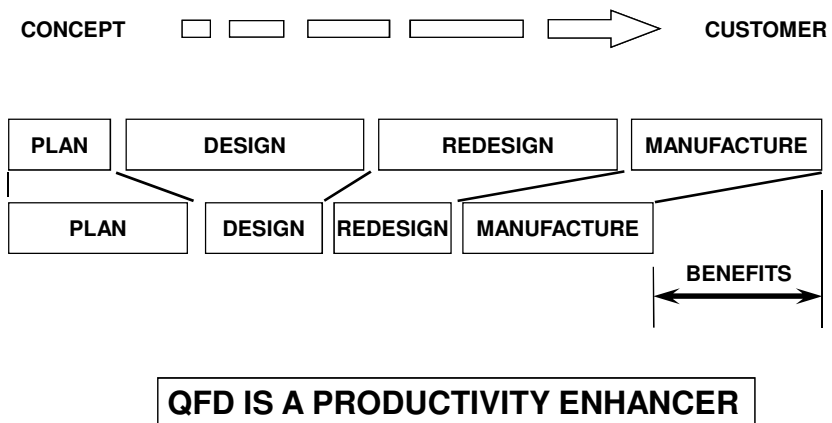 CONCEPT CUSTOMER
PLAN DESIGN REDESIGN MANUFACTURE
PLAN DESIGN REDESIGN MANUFACTURE
BENEFITS
QFD IS A PRODUCTIVITY ENHANCER